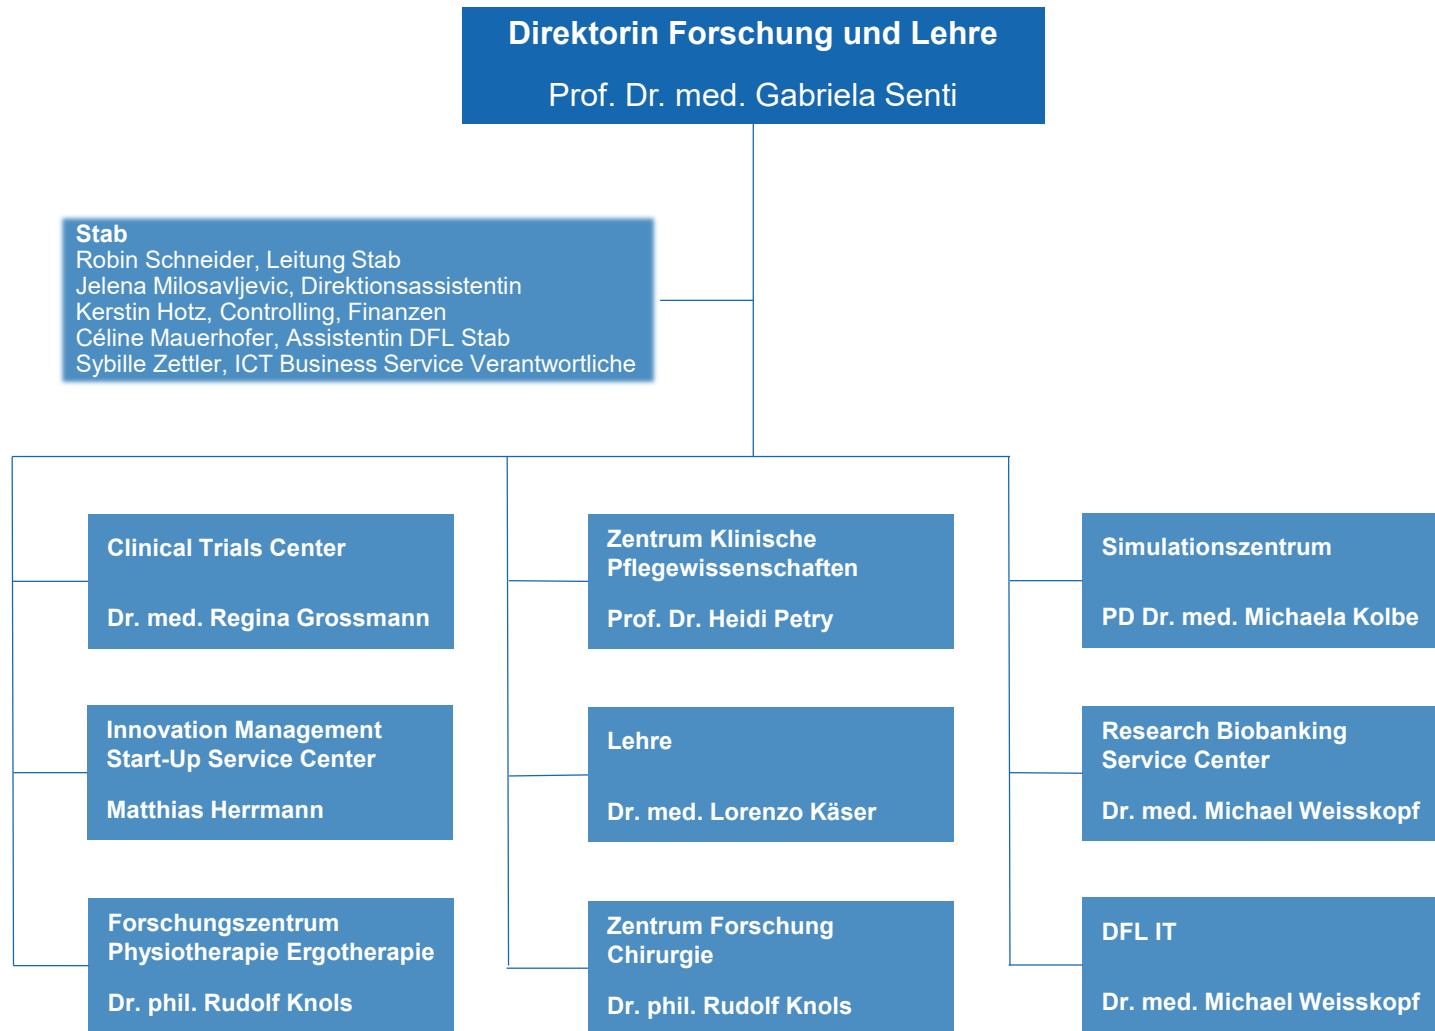 Direktorin Forschung und Lehre
Prof. Dr. med. Gabriela Senti
Stab
Robin Schneider, Leitung Stab
Jelena Milosavljevic, Direktionsassistentin
Kerstin Hotz, Controlling, Finanzen
Céline Mauerhofer, Assistentin DFL Stab
Sybille Zettler, ICT Business Service Verantwortliche
Clinical Trials Center
Dr. med. Regina Grossmann
Zentrum Klinische
Pflegewissenschaften
Prof. Dr. Heidi Petry
Simulationszentrum
PD Dr. med. Michaela Kolbe
Innovation Management
Start-Up Service Center
Matthias Herrmann
Lehre
Dr. med. Lorenzo Käser
Research Biobanking
Service Center
Dr. med. Michael Weisskopf
Forschungszentrum
Physiotherapie Ergotherapie
Dr. phil. Rudolf Knols
Zentrum Forschung
Chirurgie
Dr. phil. Rudolf Knols
DFL IT
Dr. med. Michael Weisskopf